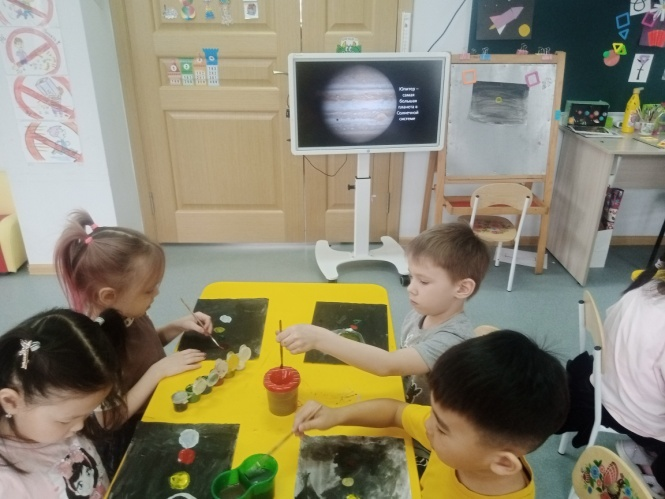 Юпитер –
самая
большая
планета в
Солнечной
системе